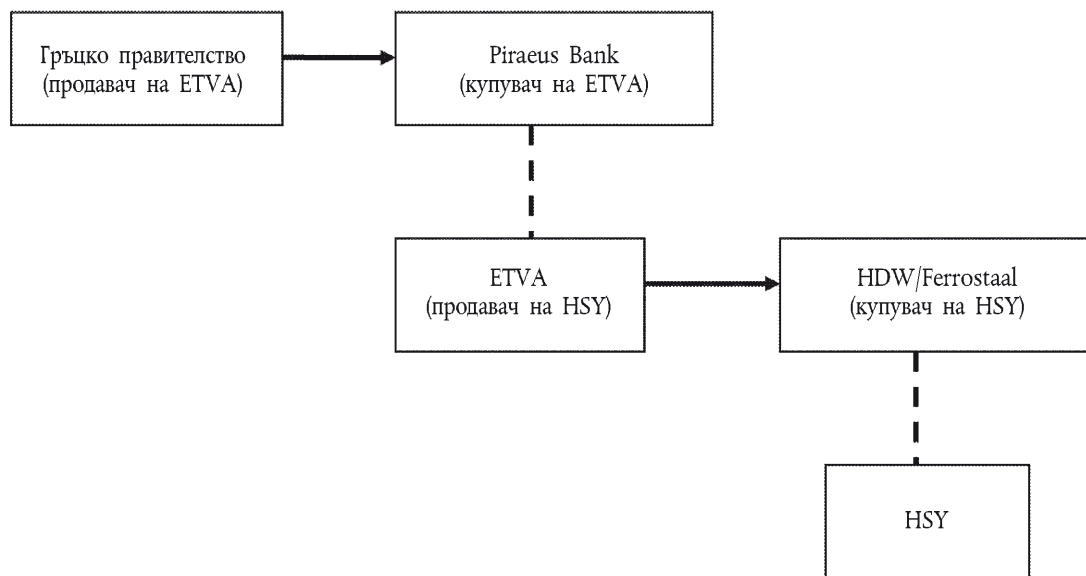 Гръцко правителство
(продавач на ETVA)
Piraeus Bank
(купувач на ETVA)
ETVA
(продавач на HSY)
HDW/Ferrostaal
(купувач на HSY)
HSY